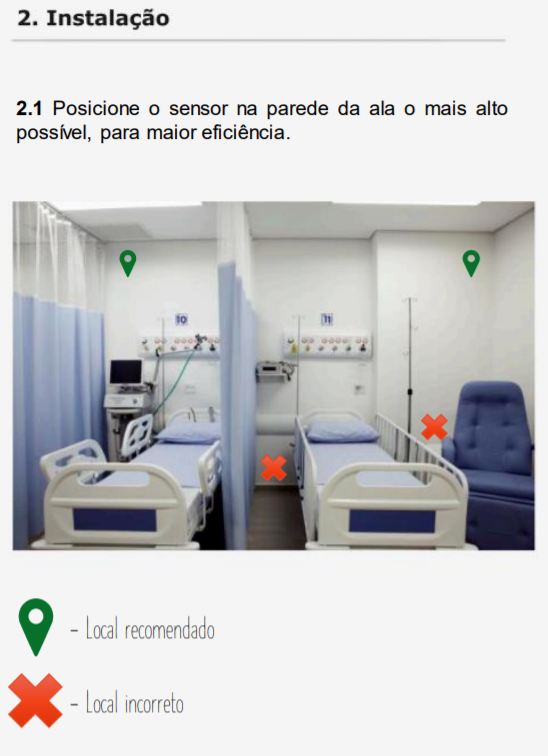 2. Instalação
2.1 Posicione o sensor na parede da ala o mais alto
possível, para maior eficiência.
10
11
- Local recomendado
- Local incorreto